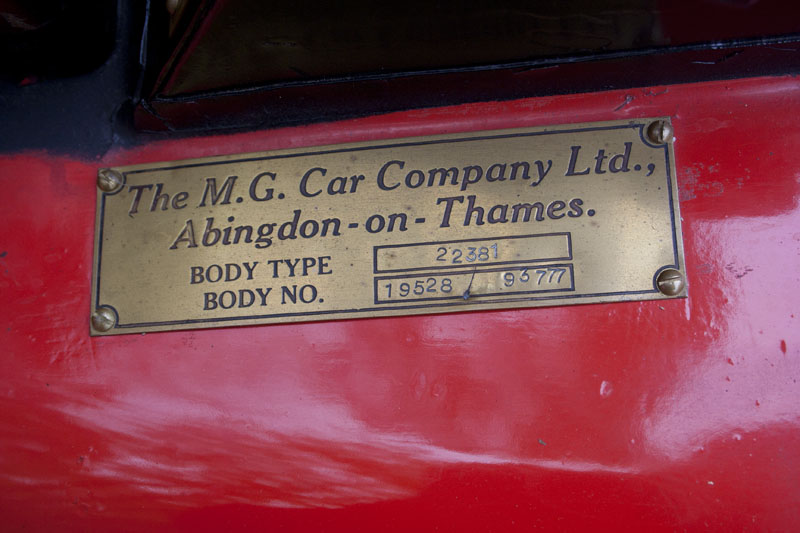 The M.G. Car Company Ltd.,
Abingdon-on-Thames.
BODY TYPE 22381
BODY NO. 19528 / 93777